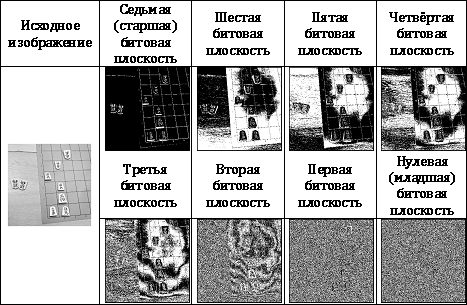 Исходное
изображение
Седьмая
(старшая)
битовая
плоскость
Шестая
битовая
плоскость
Пятая
битовая
плоскость
Четвёртая
битовая
плоскость
Третья
битовая
плоскость
Вторая
битовая
плоскость
Первая
битовая
плоскость
Нулевая
(младшая)
битовая
плоскость